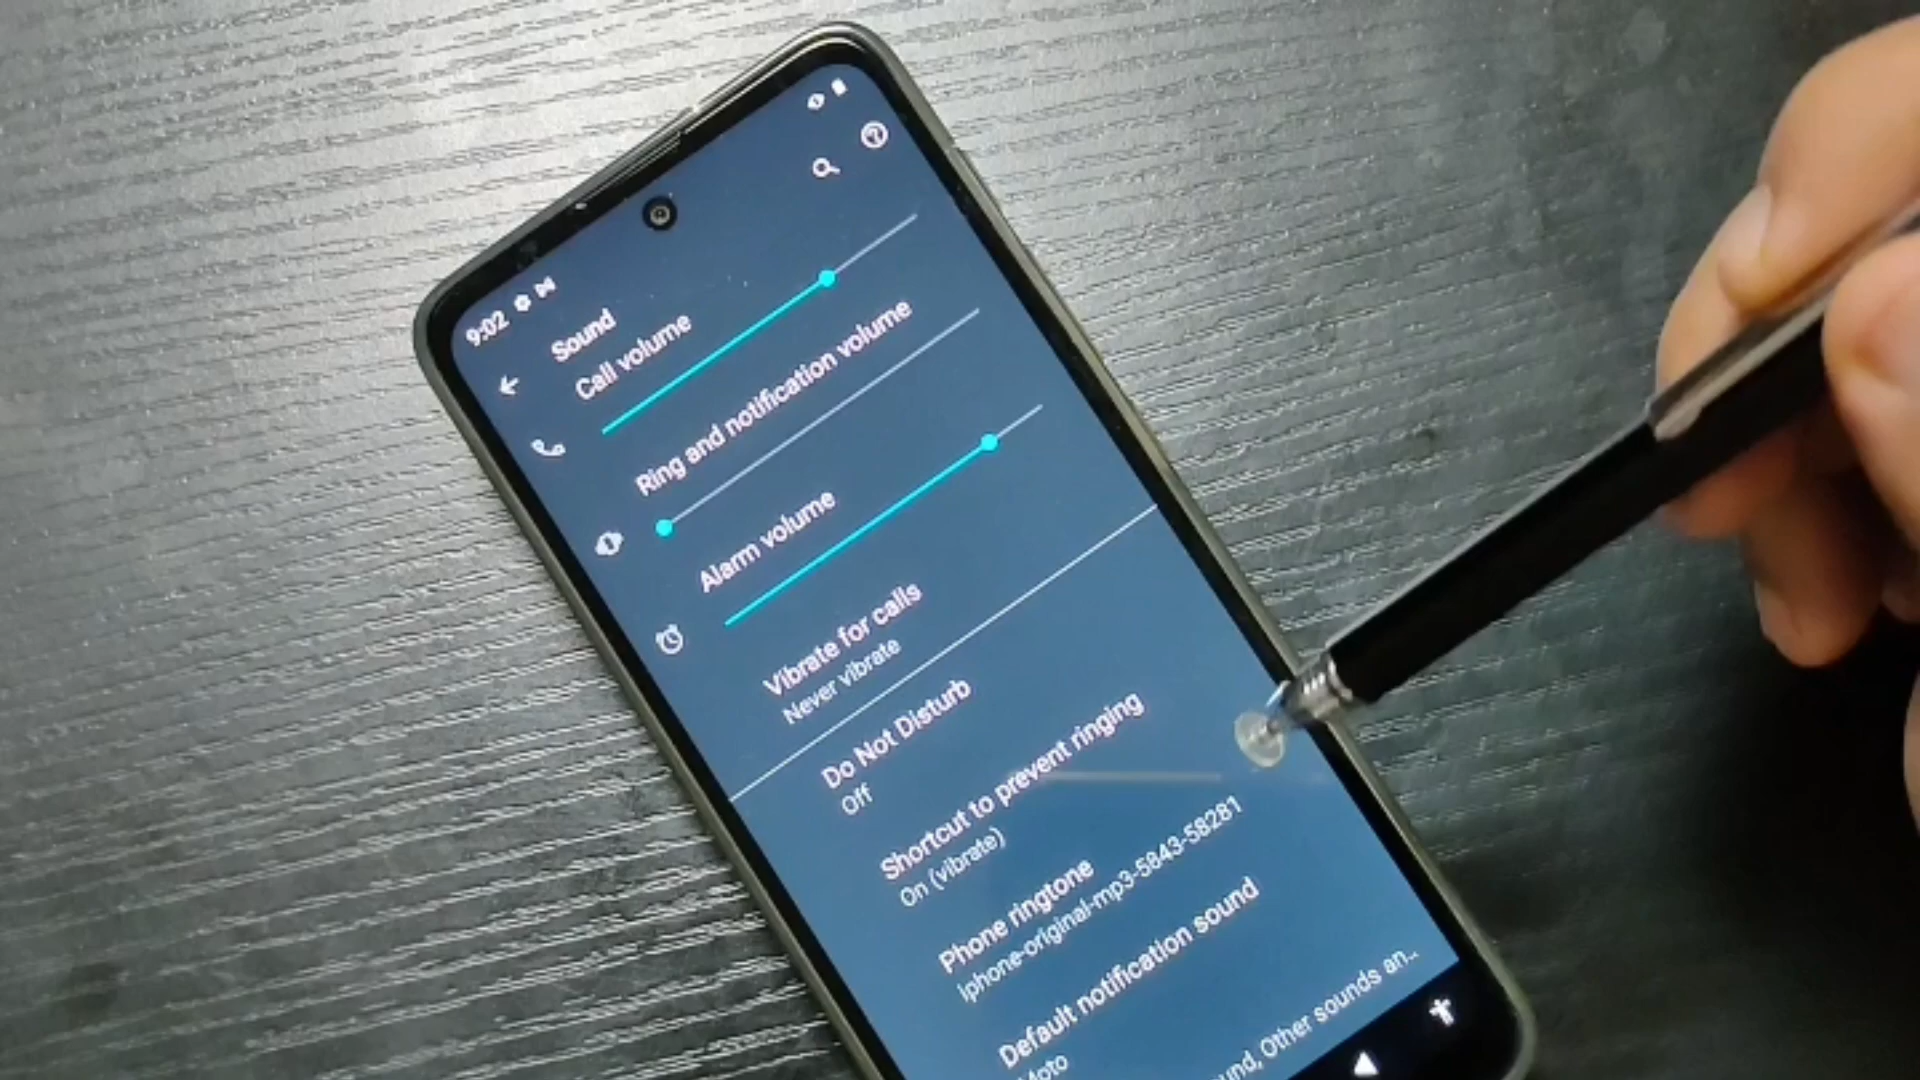 9:02
Sound
Call volume
Ring and notification volume
Alarm volume
Vibrate for calls
Never vibrate
Do Not Disturb
Off
Shortcut to prevent ringing
On (vibrate)
Phone ringtone
iphone-original-mp3-5843-58281
Default notification sound
Moto
Other sounds an...